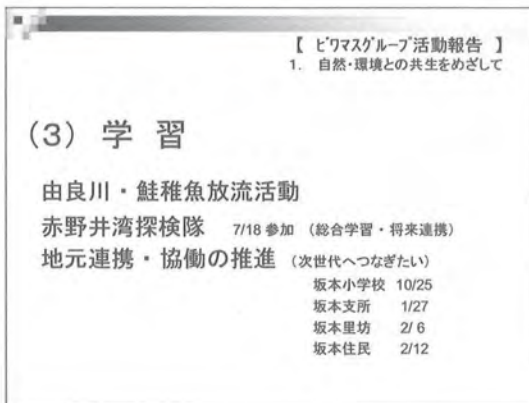 【 ビワマスグループ活動報告 】
1. 自然・環境との共生をめざして
(3) 学 習
由良川・鮭稚魚放流活動
赤野井湾探検隊 7/18 参加 (総合学習・将来連携)
地元連携・協働の推進 (次世代へつなぎたい)
坂本小学校 10/25
坂本支所 1/27
坂本里坊 2/ 6
坂本住民 2/12